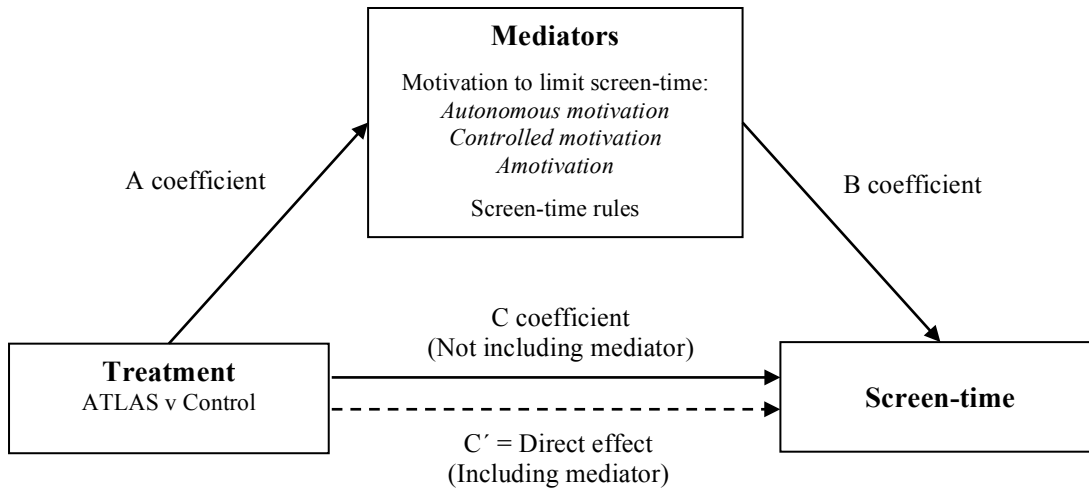 Mediators
Motivation to limit screen-time:
Autonomous motivation
Controlled motivation
Amotivation
Screen-time rules
A coefficient
B coefficient
C coefficient
(Not including mediator)
Treatment
ATLAS v Control
Screen-time
C´ = Direct effect
(Including mediator)